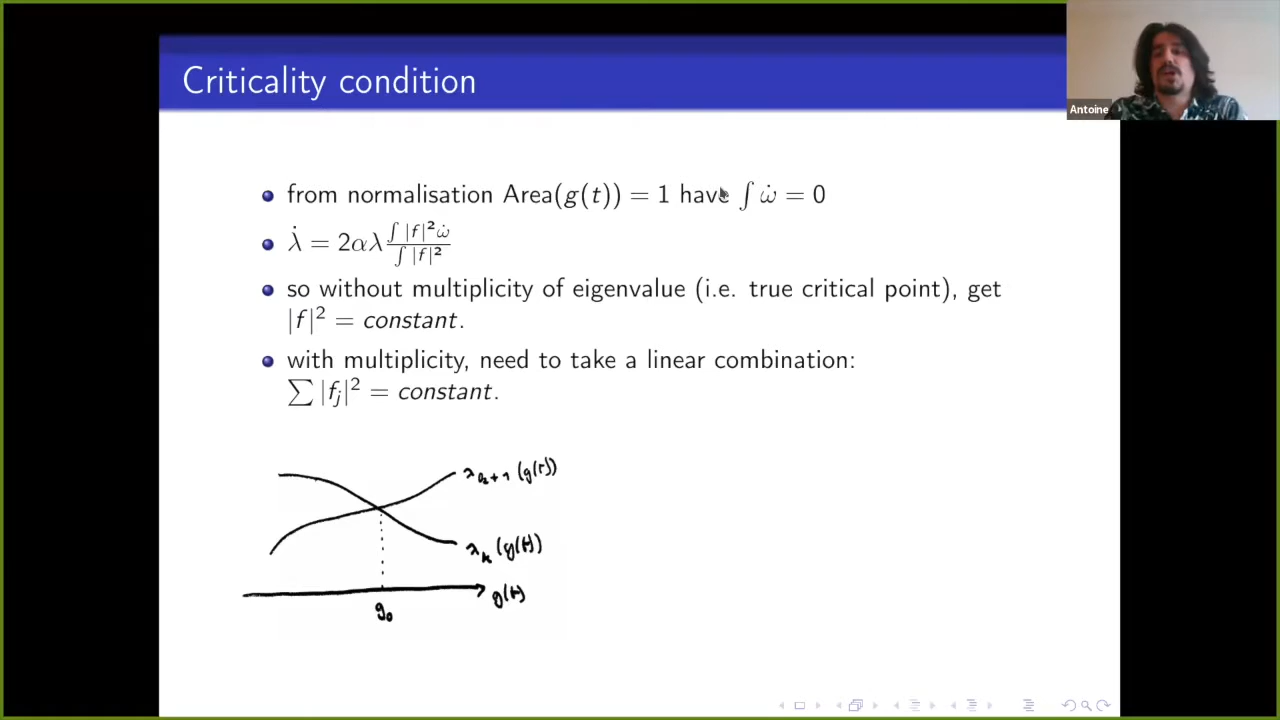 Criticality condition
Antoine
from normalisation Area(g(t)) = 1 have ∫ ω̇ = 0
λ̇ = 2αλ ∫ |f|² ω̇ / ∫ |f|²
so without multiplicity of eigenvalue (i.e. true critical point), get
|f|² = constant.
with multiplicity, need to take a linear combination:
∑ |fⱼ|² = constant.
λₖ₊₁ (g(t))
λₖ (g(t))
g(t)
g₀